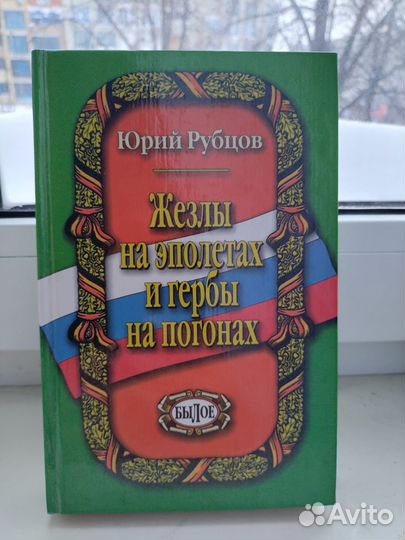 Юрий Рубцов
Жезлы
на эполетах
и гербы
на погонах
БЫЛОЕ
Avito